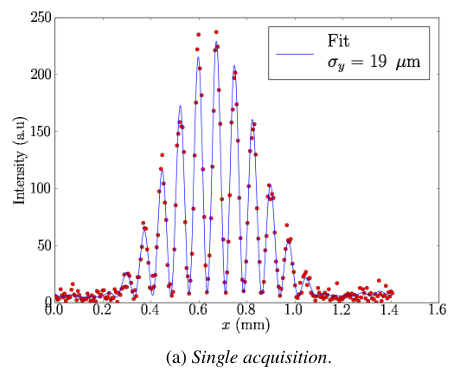 250
200
150
100
50
0
Intensity (a.u)
Fit
σy = 19 μm
0.0 0.2 0.4 0.6 0.8 1.0 1.2 1.4 1.6
x (mm)
(a) Single acquisition.